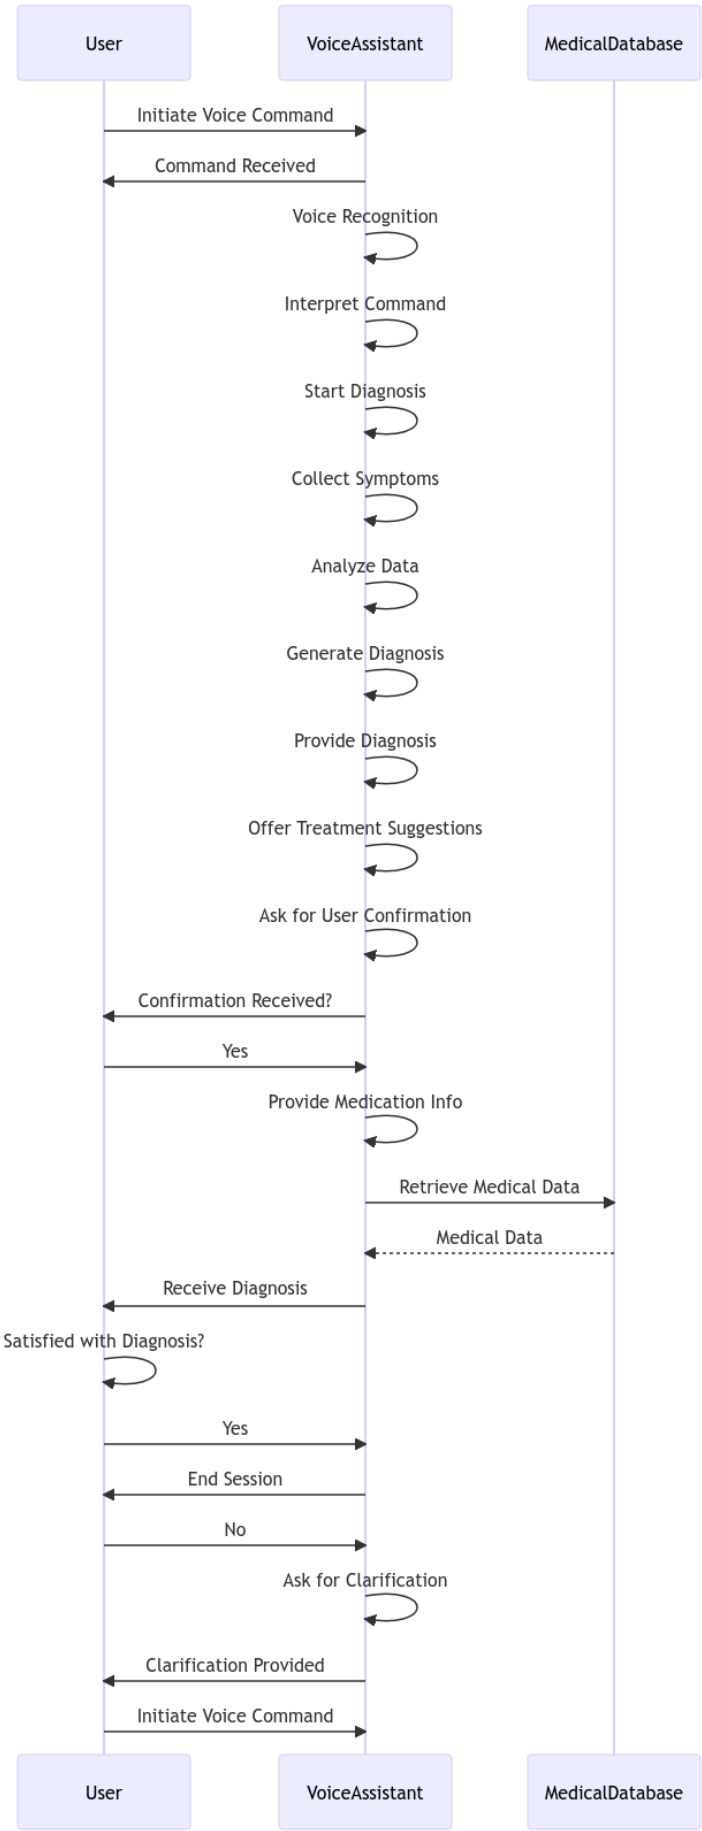 User
VoiceAssistant
MedicalDatabase
Initiate Voice Command
Command Received
Voice Recognition
Interpret Command
Start Diagnosis
Collect Symptoms
Analyze Data
Generate Diagnosis
Provide Diagnosis
Offer Treatment Suggestions
Ask for User Confirmation
Confirmation Received?
Yes
Provide Medication Info
Retrieve Medical Data
Medical Data
Receive Diagnosis
Satisfied with Diagnosis?
Yes
End Session
No
Ask for Clarification
Clarification Provided
Initiate Voice Command
User
VoiceAssistant
MedicalDatabase